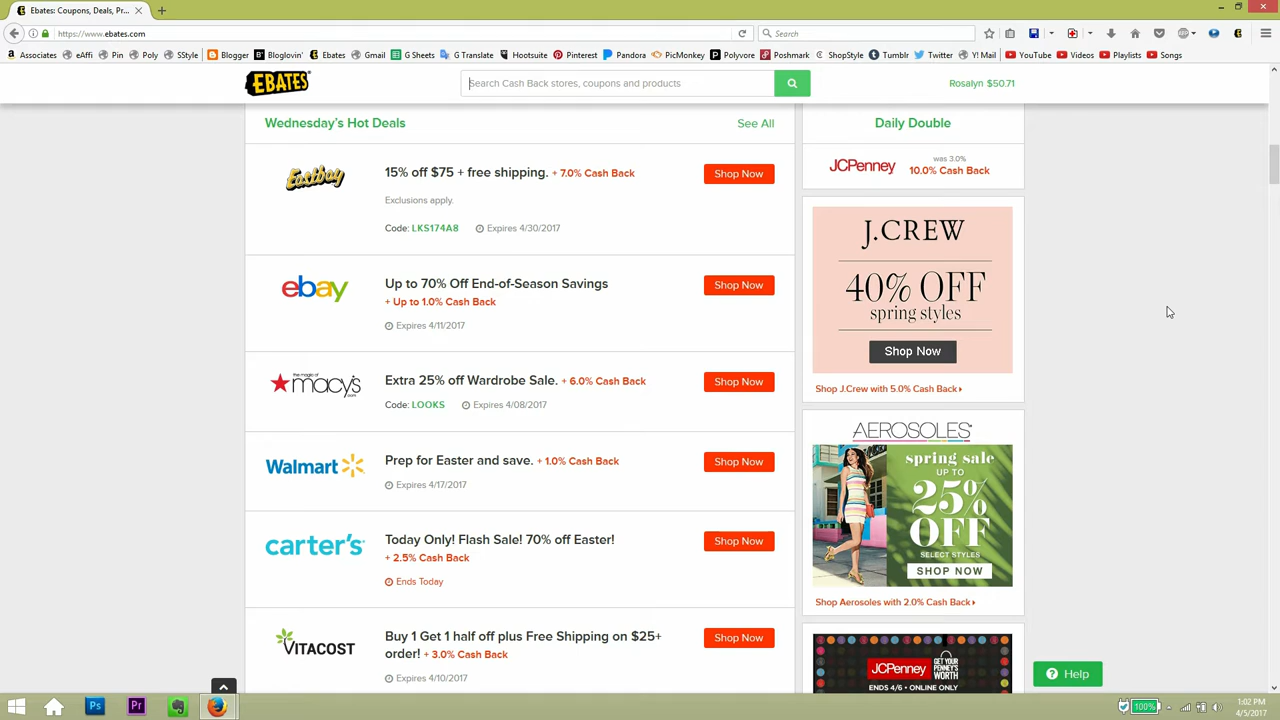 Ebates: Coupons, Deals, Pr...
https://www.ebates.com
Search
Associates eAffi Pin Poly SStyle Blogger Bloglovin' Ebates Gmail G Sheets G Translate Hootsuite Pinterest Pandora PicMonkey Polyvore Poshmark ShopStyle Tumblr Twitter Y! Mail YouTube Videos Playlists Songs
EBATES
Search Cash Back stores, coupons and products
Rosalyn $50.71
Wednesday's Hot Deals
See All
Eastbay
15% off $75 + free shipping. + 7.0% Cash Back
Shop Now
Exclusions apply.
Code: LKS174A8
Expires 4/30/2017
ebay
Up to 70% Off End-of-Season Savings
Shop Now
+ Up to 1.0% Cash Back
Expires 4/11/2017
the magic of
macy's
.com
Extra 25% off Wardrobe Sale. + 6.0% Cash Back
Shop Now
Code: LOOKS
Expires 4/08/2017
Walmart
Prep for Easter and save. + 1.0% Cash Back
Shop Now
Expires 4/17/2017
carter's
Today Only! Flash Sale! 70% off Easter!
Shop Now
+ 2.5% Cash Back
Ends Today
VITACOST
Buy 1 Get 1 half off plus Free Shipping on $25+
order! + 3.0% Cash Back
Shop Now
Expires 4/10/2017
Daily Double
JCPenney
was 3.0%
10.0% Cash Back
J.CREW
40% OFF
spring styles
Shop Now
Shop J.Crew with 5.0% Cash Back
AEROSOLES
spring sale
UP TO
25%
OFF
SELECT STYLES
SHOP NOW
Shop Aerosoles with 2.0% Cash Back
JCPenney
GET YOUR
PENNEY'S
WORTH
ENDS 4/6 • ONLINE ONLY
Help
Ps
Pr
100%
1:02 PM
4/5/2017